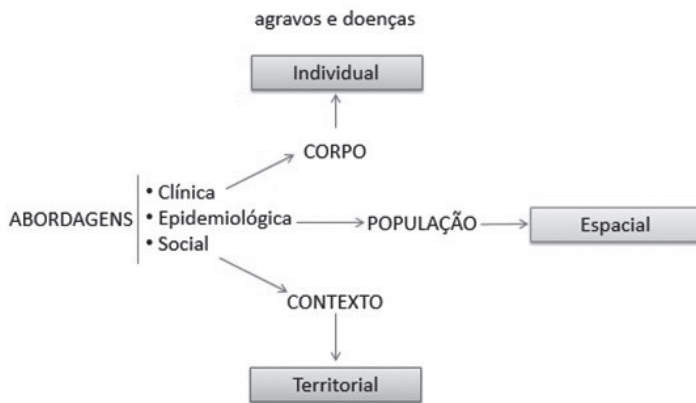 agravos e doenças
Individual
CORPO
ABORDAGENS
• Clínica
• Epidemiológica
• Social
POPULAÇÃO
Espacial
CONTEXTO
Territorial